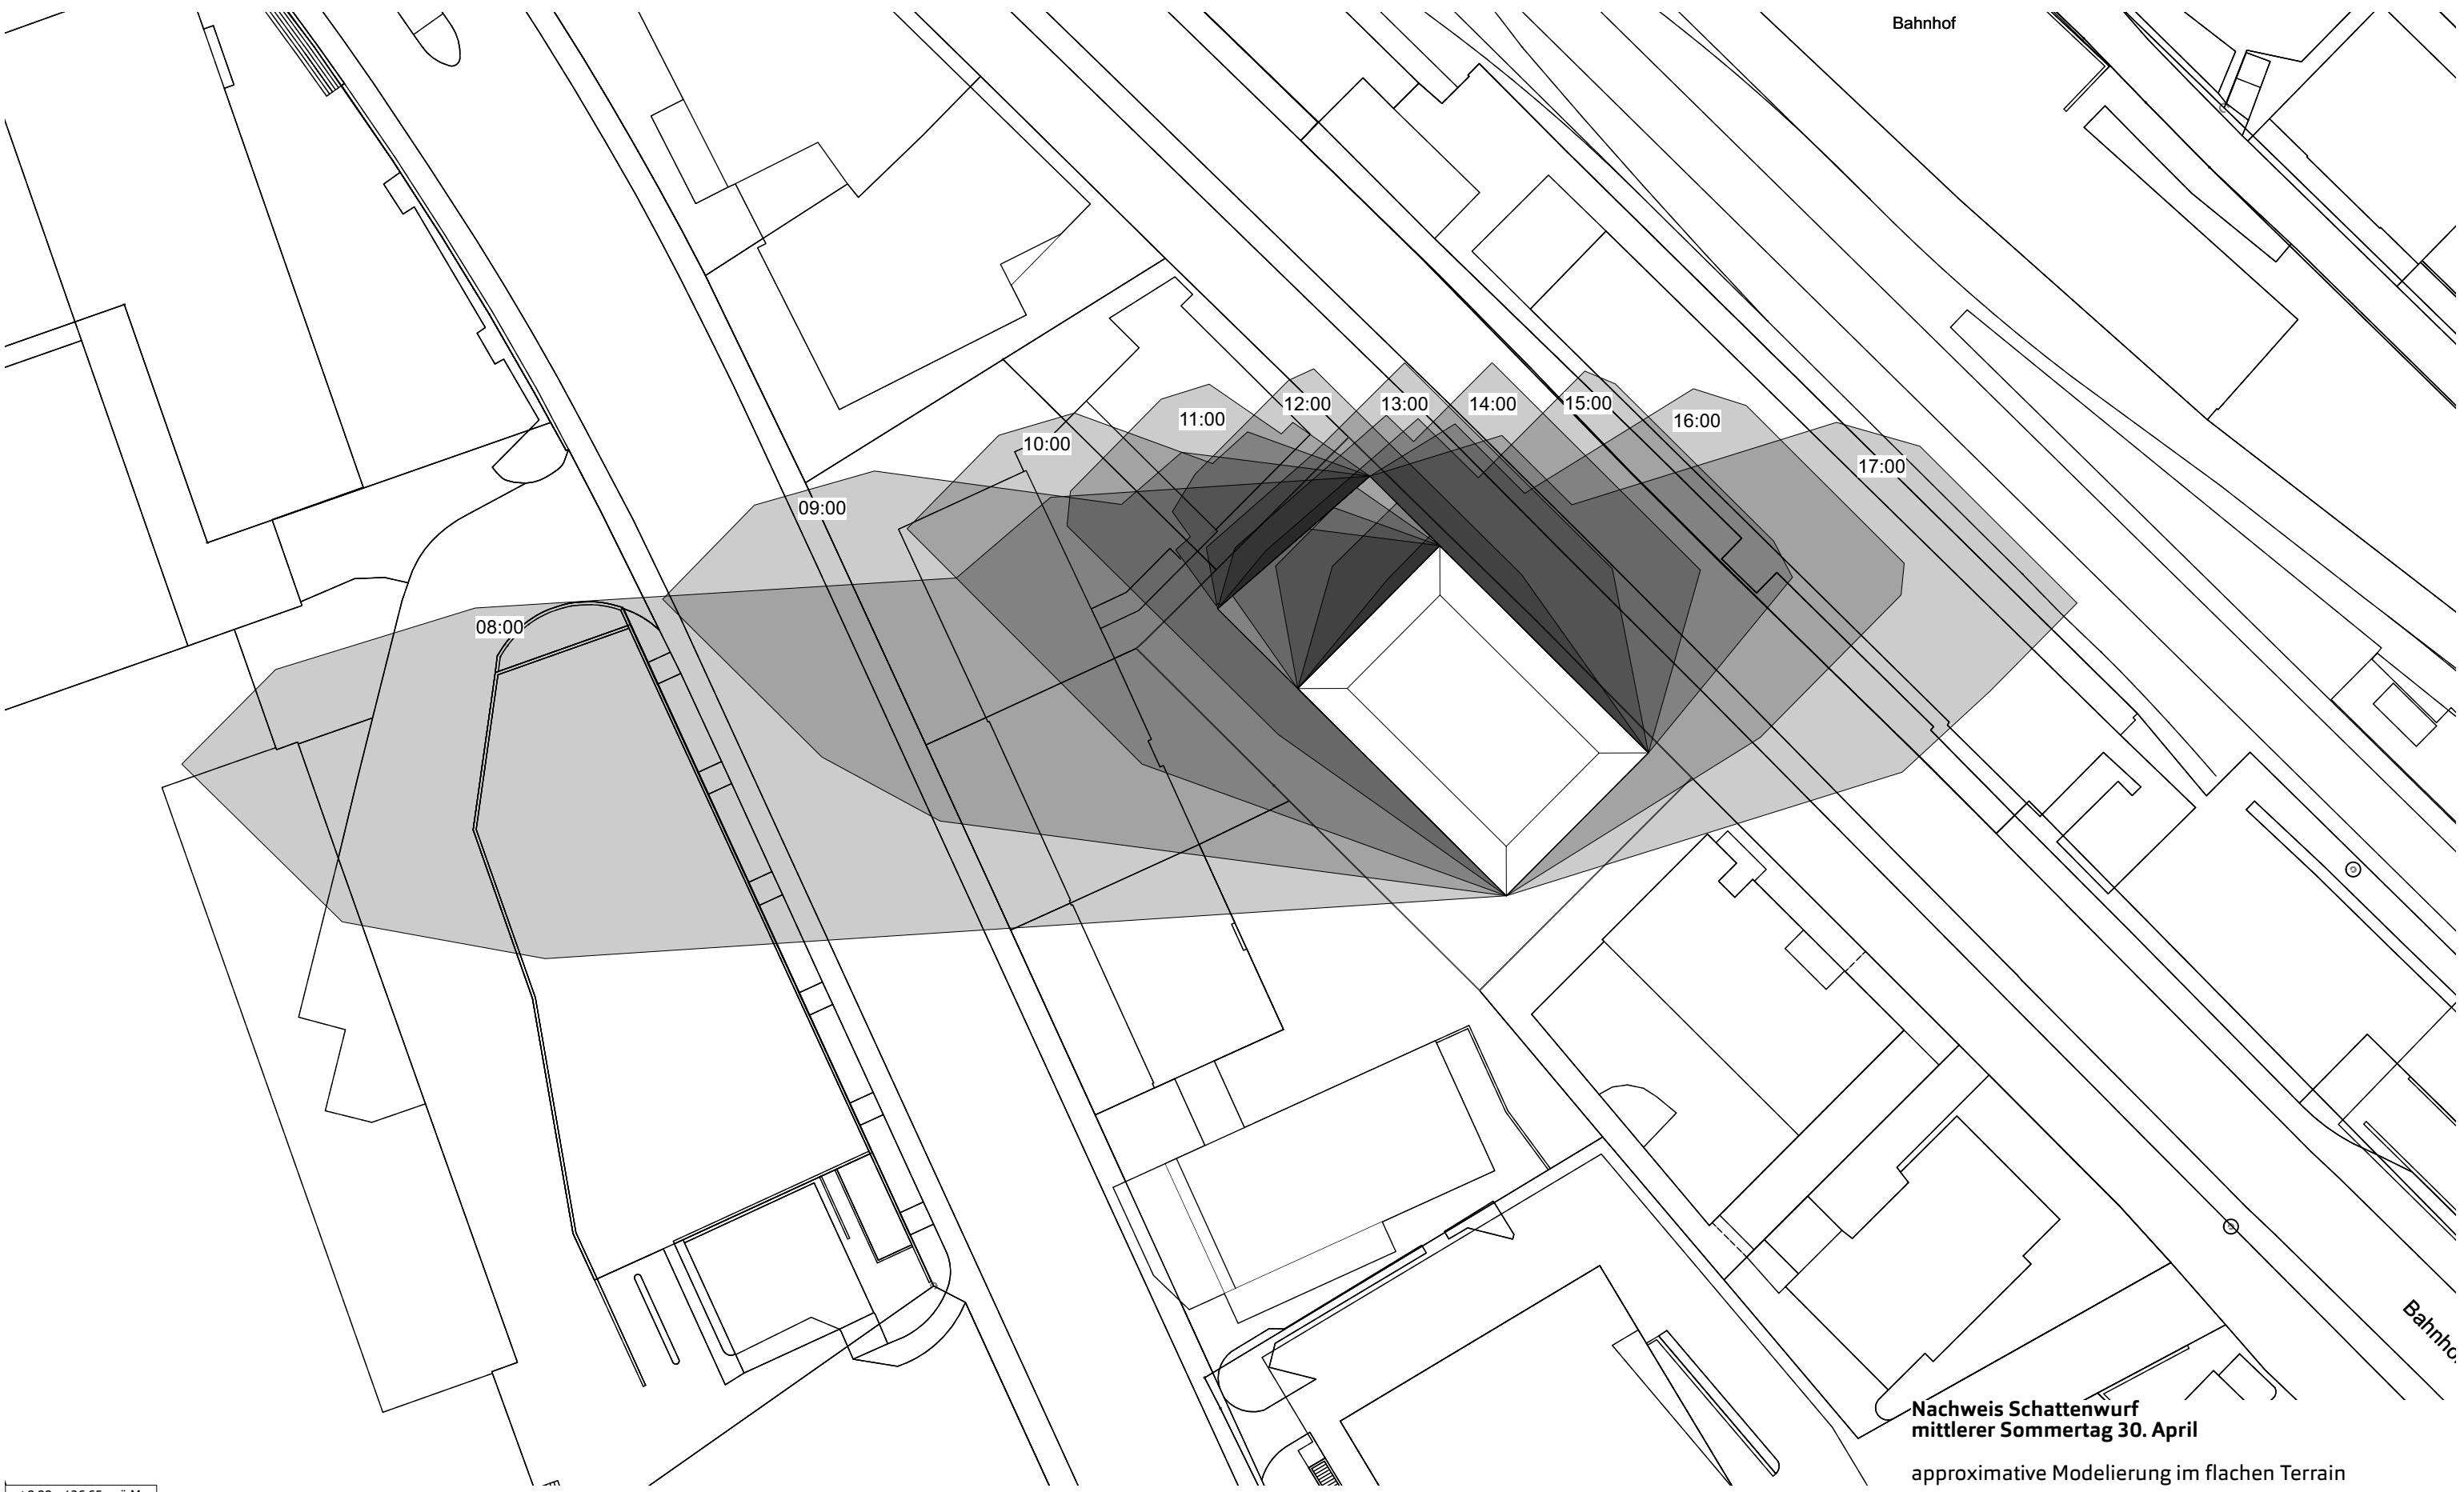 Bahnhof
12:00
13:00
14:00
15:00
11:00
16:00
10:00
17:00
09:00
08:00
Nachweis Schattenwurf
mittlerer Sommertag 30. April
approximative Modelierung im flachen Terrain